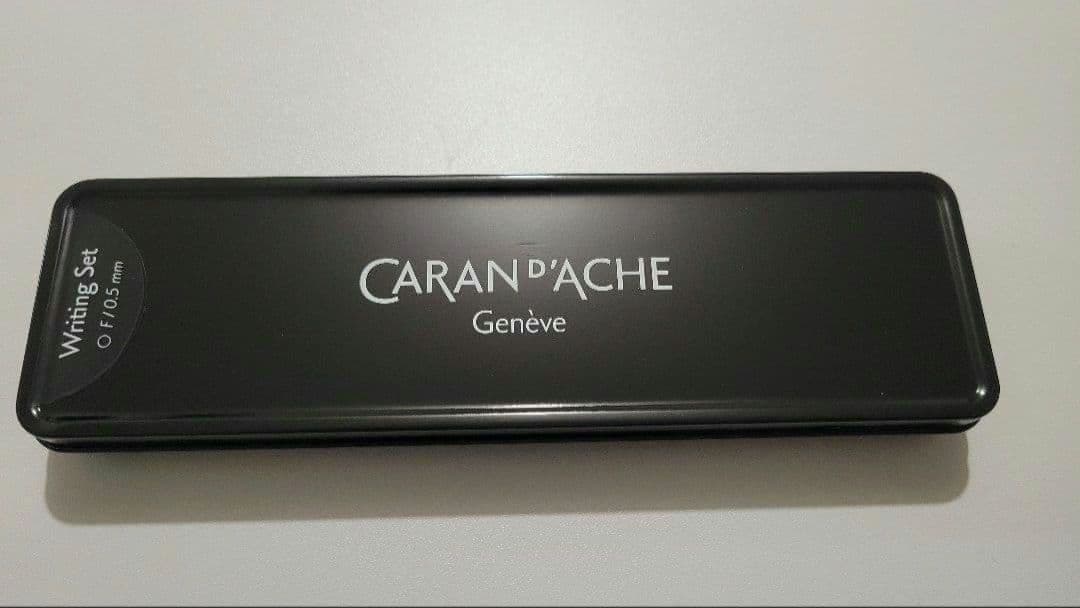 Writing Set
O F/0.5 mm
CARAN D'ACHE
Genève